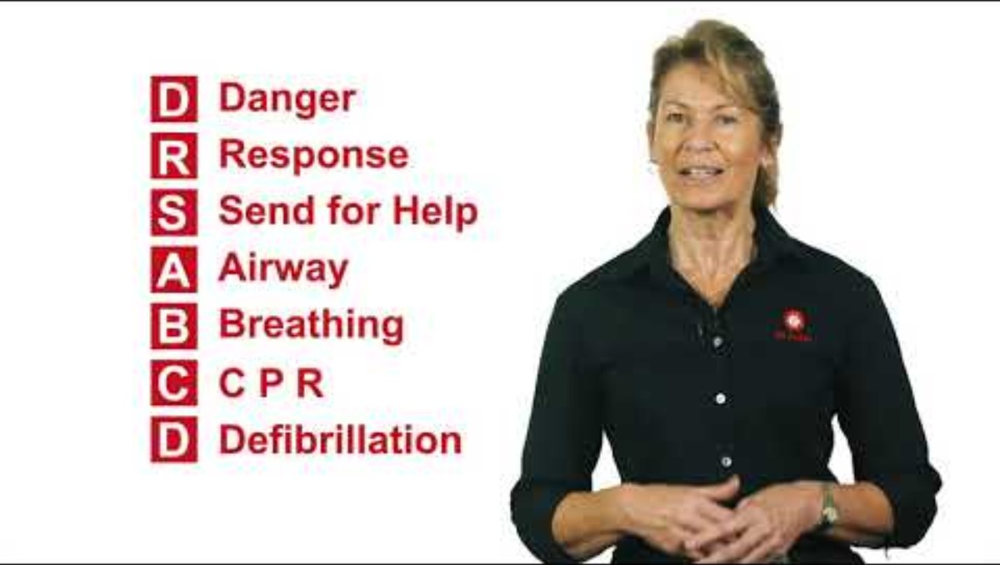 D Danger
R Response
S Send for Help
A Airway
B Breathing
C C P R
D Defibrillation